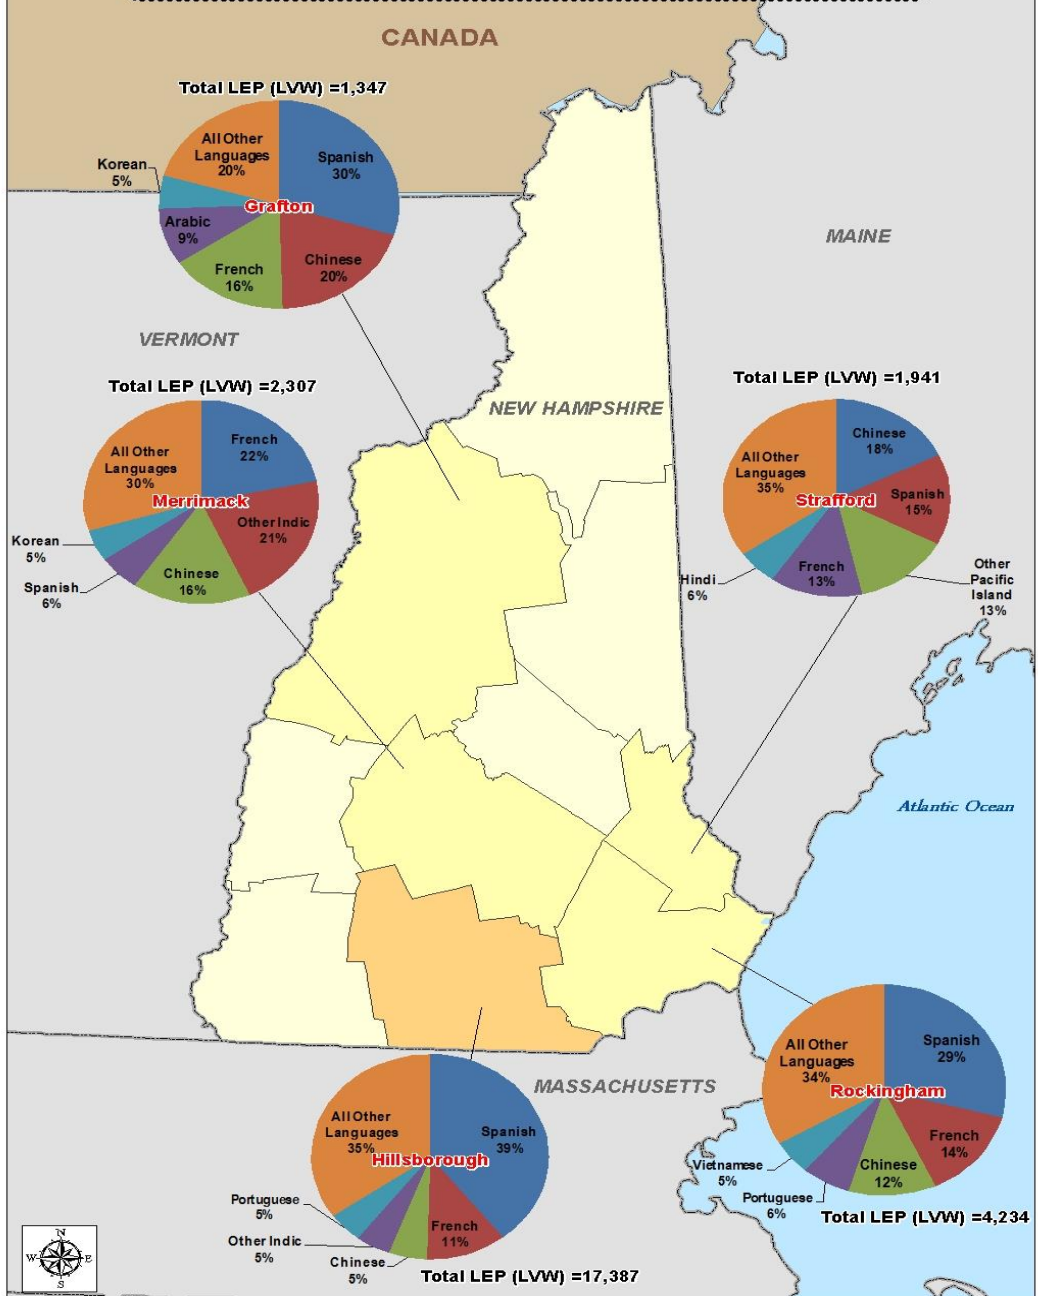 CANADA
Total LEP (LVW) =1,347
All Other
Languages
20%
Spanish
30%
Korean
5%
Grafton
Arabic
9%
French
16%
Chinese
20%
MAINE
VERMONT
Total LEP (LVW) =2,307
French
22%
All Other
Languages
30%
Merrimack
Other Indic
21%
Korean
5%
Chinese
16%
Spanish
6%
NEW HAMPSHIRE
Total LEP (LVW) =1,941
Chinese
18%
All Other
Languages
35%
Strafford
Spanish
15%
French
13%
Hindi
6%
Other
Pacific
Island
13%
Atlantic Ocean
MASSACHUSETTS
Spanish
29%
All Other
Languages
34%
Rockingham
French
14%
Chinese
12%
Vietnamese
5%
Portuguese
6%
Total LEP (LVW) =4,234
All Other
Languages
35%
Spanish
39%
Hillsborough
Portuguese
5%
French
11%
Other Indic
5%
Chinese
5%
Total LEP (LVW) =17,387
N
W
E
S